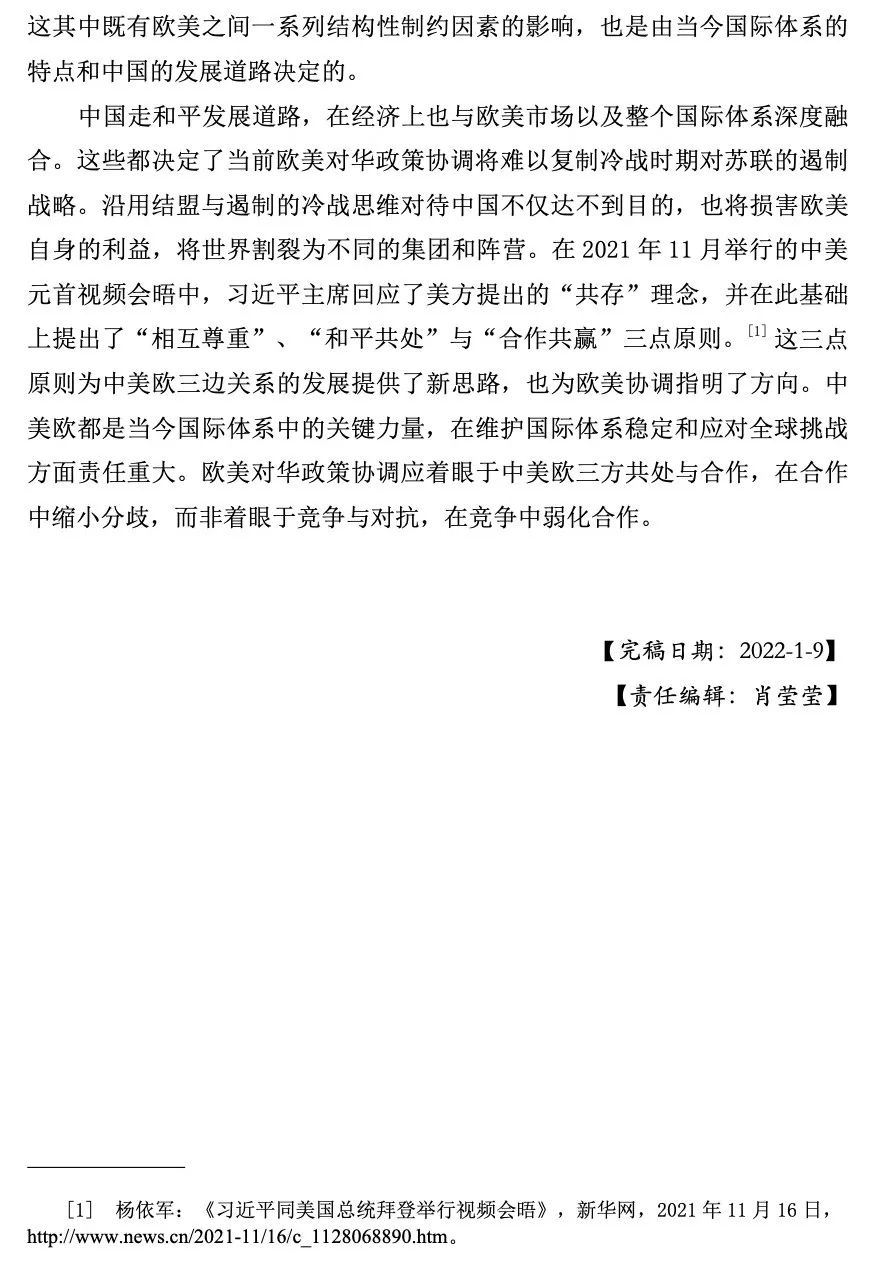 这其中既有欧美之间一系列结构性制约因素的影响，也是由当今国际体系的
特点和中国的发展道路决定的。
中国走和平发展道路，在经济上也与欧美市场以及整个国际体系深度融
合。这些都决定了当前欧美对华政策协调将难以复制冷战时期对苏联的遏制
战略。沿用结盟与遏制的冷战思维对待中国不仅达不到目的，也将损害欧美
自身的利益，将世界割裂为不同的集团和阵营。在 2021 年 11 月举行的中美
元首视频会晤中，习近平主席回应了美方提出的“共存”理念，并在此基础
上提出了“相互尊重”、“和平共处”与“合作共赢”三点原则。[1] 这三点
原则为中美欧三边关系的发展提供了新思路，也为欧美协调指明了方向。中
美欧都是当今国际体系中的关键力量，在维护国际体系稳定和应对全球挑战
方面责任重大。欧美对华政策协调应着眼于中美欧三方共处与合作，在合作
中缩小分歧，而非着眼于竞争与对抗，在竞争中弱化合作。
【完稿日期：2022-1-9】
【责任编辑：肖莹莹】
[1] 杨依军：《习近平同美国总统拜登举行视频会晤》，新华网，2021 年 11 月 16 日，
http://www.news.cn/2021-11/16/c_1128068890.htm。